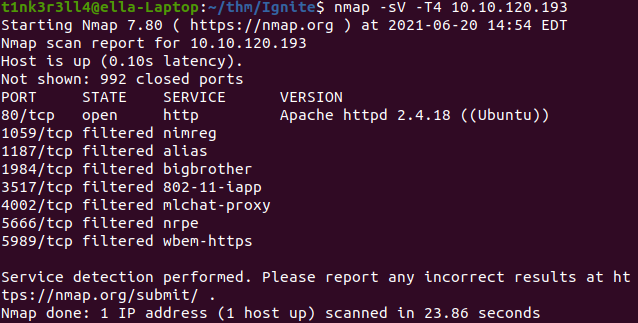 t1nk3r3ll4@ella-Laptop:~/thm/Ignite$ nmap -sV -T4 10.10.120.193
Starting Nmap 7.80 ( https://nmap.org ) at 2021-06-20 14:54 EDT
Nmap scan report for 10.10.120.193
Host is up (0.10s latency).
Not shown: 992 closed ports
PORT     STATE    SERVICE       VERSION
80/tcp   open     http          Apache httpd 2.4.18 ((Ubuntu))
1059/tcp filtered nimreg
1187/tcp filtered alias
1984/tcp filtered bigbrother
3517/tcp filtered 802-11-iapp
4002/tcp filtered mlchat-proxy
5666/tcp filtered nrpe
5989/tcp filtered wbem-https

Service detection performed. Please report any incorrect results at ht
tps://nmap.org/submit/ .
Nmap done: 1 IP address (1 host up) scanned in 23.86 seconds